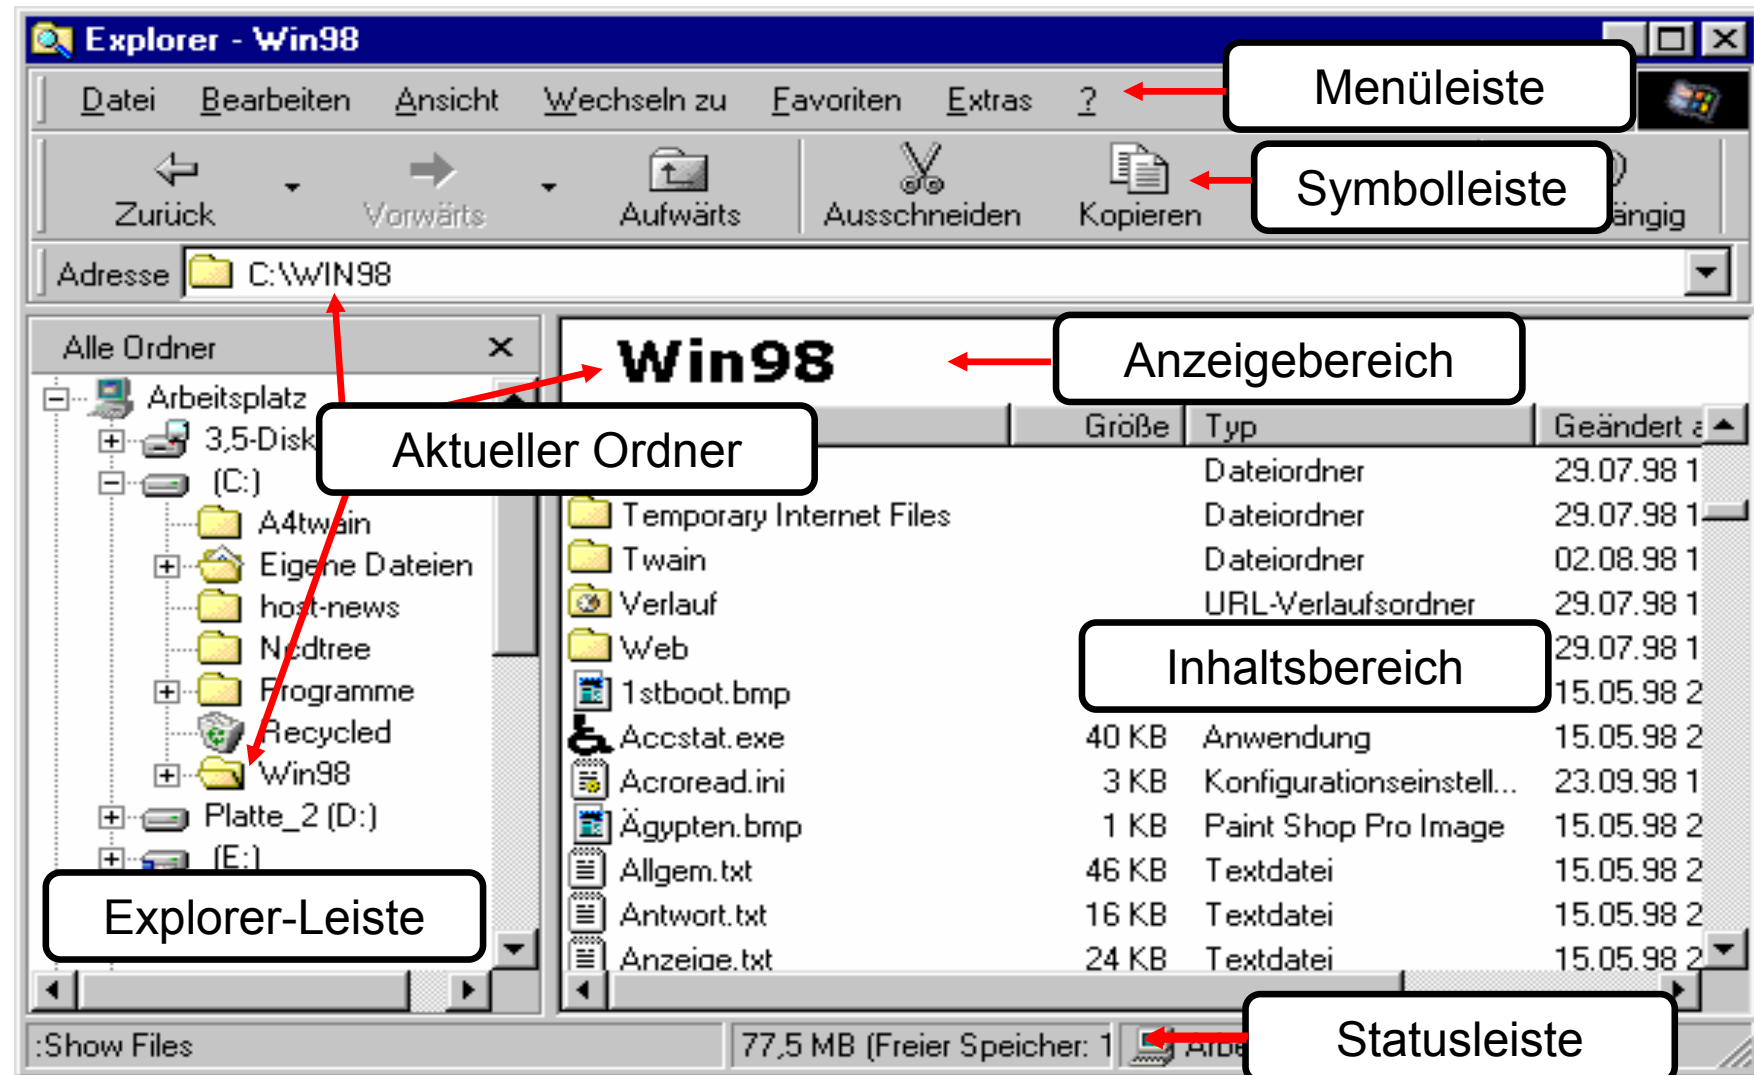 Explorer - Win98
Menüleiste
Datei Bearbeiten Ansicht Wechseln zu Favoriten Extras ?
Symbolleiste
Zurück Vorwärts Aufwärts Ausschneiden Kopieren
Adresse C:\WIN98
Alle Ordner
Arbeitsplatz
3,5-Disk
(C:)
A4twain
Eigene Dateien
host-news
Ncdtree
Programme
Recycled
Win98
Platte_2 (D:)
(E:)
Explorer-Leiste
Aktueller Ordner
Win98
Anzeigebereich
Größe Typ Geändert
Dateiordner 29.07.98 1
Temporary Internet Files Dateiordner 29.07.98 1
Twain Dateiordner 02.08.98 1
Verlauf URL-Verlaufsordner 29.07.98 1
Web 29.07.98 1
Inhaltsbereich
1stboot.bmp 15.05.98 2
Accstat.exe 40 KB Anwendung 15.05.98 2
Acroread.ini 3 KB Konfigurationseinstell... 23.09.98 1
Ägypten.bmp 1 KB Paint Shop Pro Image 15.05.98 2
Allgem.txt 46 KB Textdatei 15.05.98 2
Antwort.txt 16 KB Textdatei 15.05.98 2
Anzeige.txt 24 KB Textdatei 15.05.98 2
:Show Files 77,5 MB (Freier Speicher: 1
Statusleiste